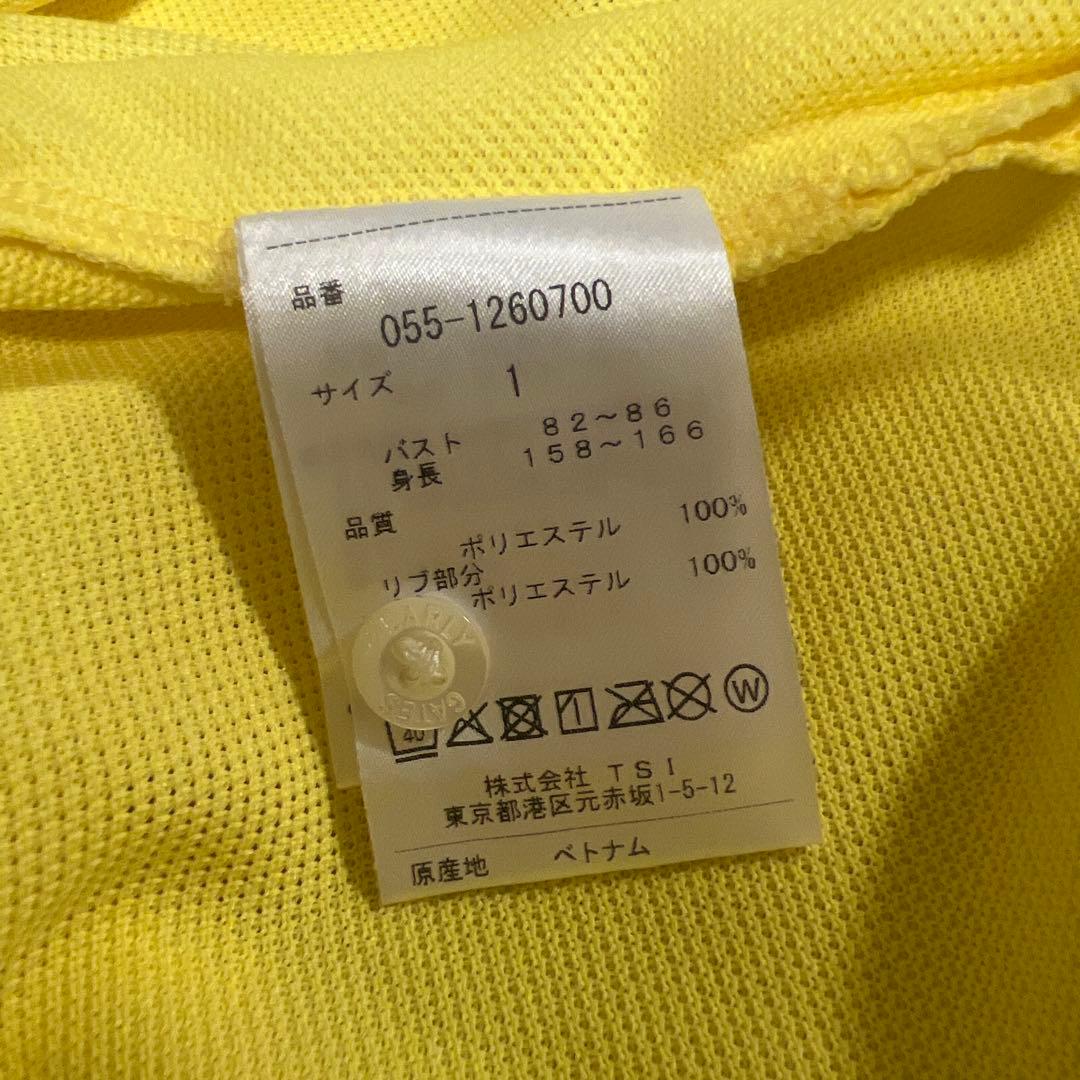 品番
055-1260700
サイズ 1
バスト 82～86
身長 158～166
品質
ポリエステル 100%
リブ部分
ポリエステル 100%
EARLY
GATES
40
W
株式会社 TSI
東京都港区元赤坂1-5-12
原産地 ベトナム